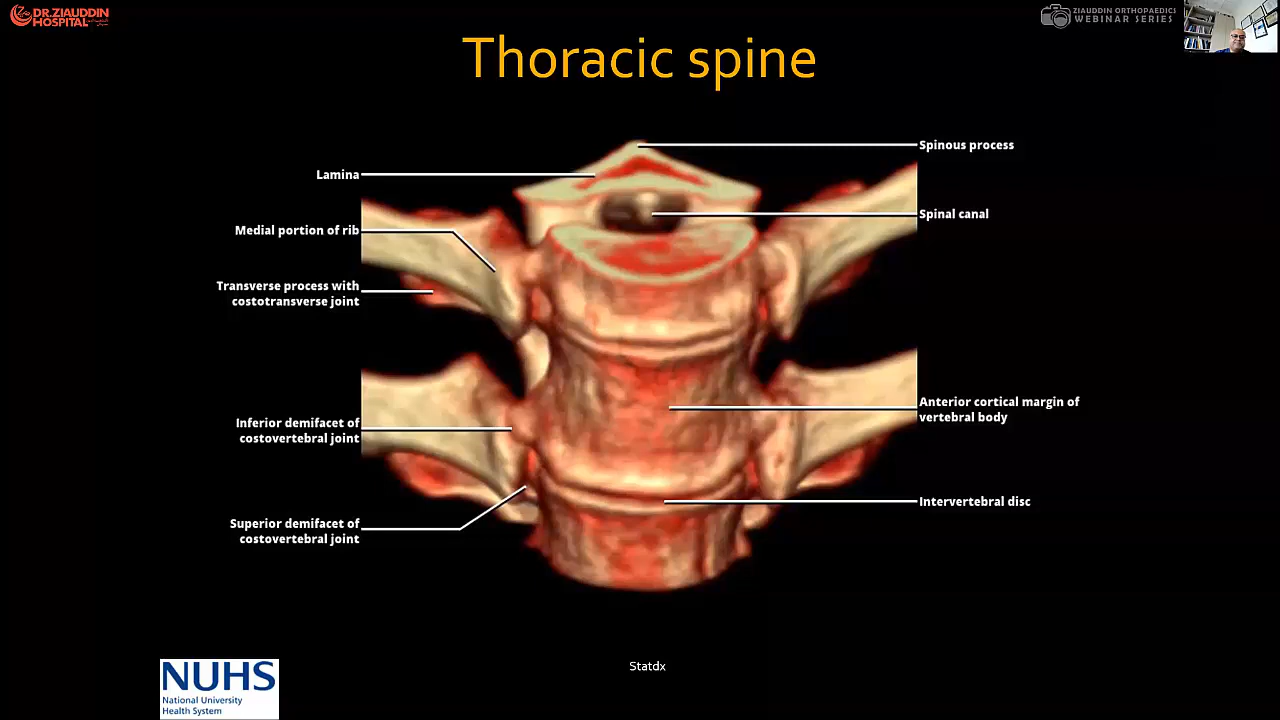 DR.ZIAUDDIN
HOSPITAL
ZIAUDDIN ORTHOPAEDICS
WEBINAR SERIES
Thoracic spine
Spinous process
Lamina
Spinal canal
Medial portion of rib
Transverse process with
costotransverse joint
Anterior cortical margin of
vertebral body
Inferior demifacet of
costovertebral joint
Intervertebral disc
Superior demifacet of
costovertebral joint
Statdx
NUHS
National University
Health System